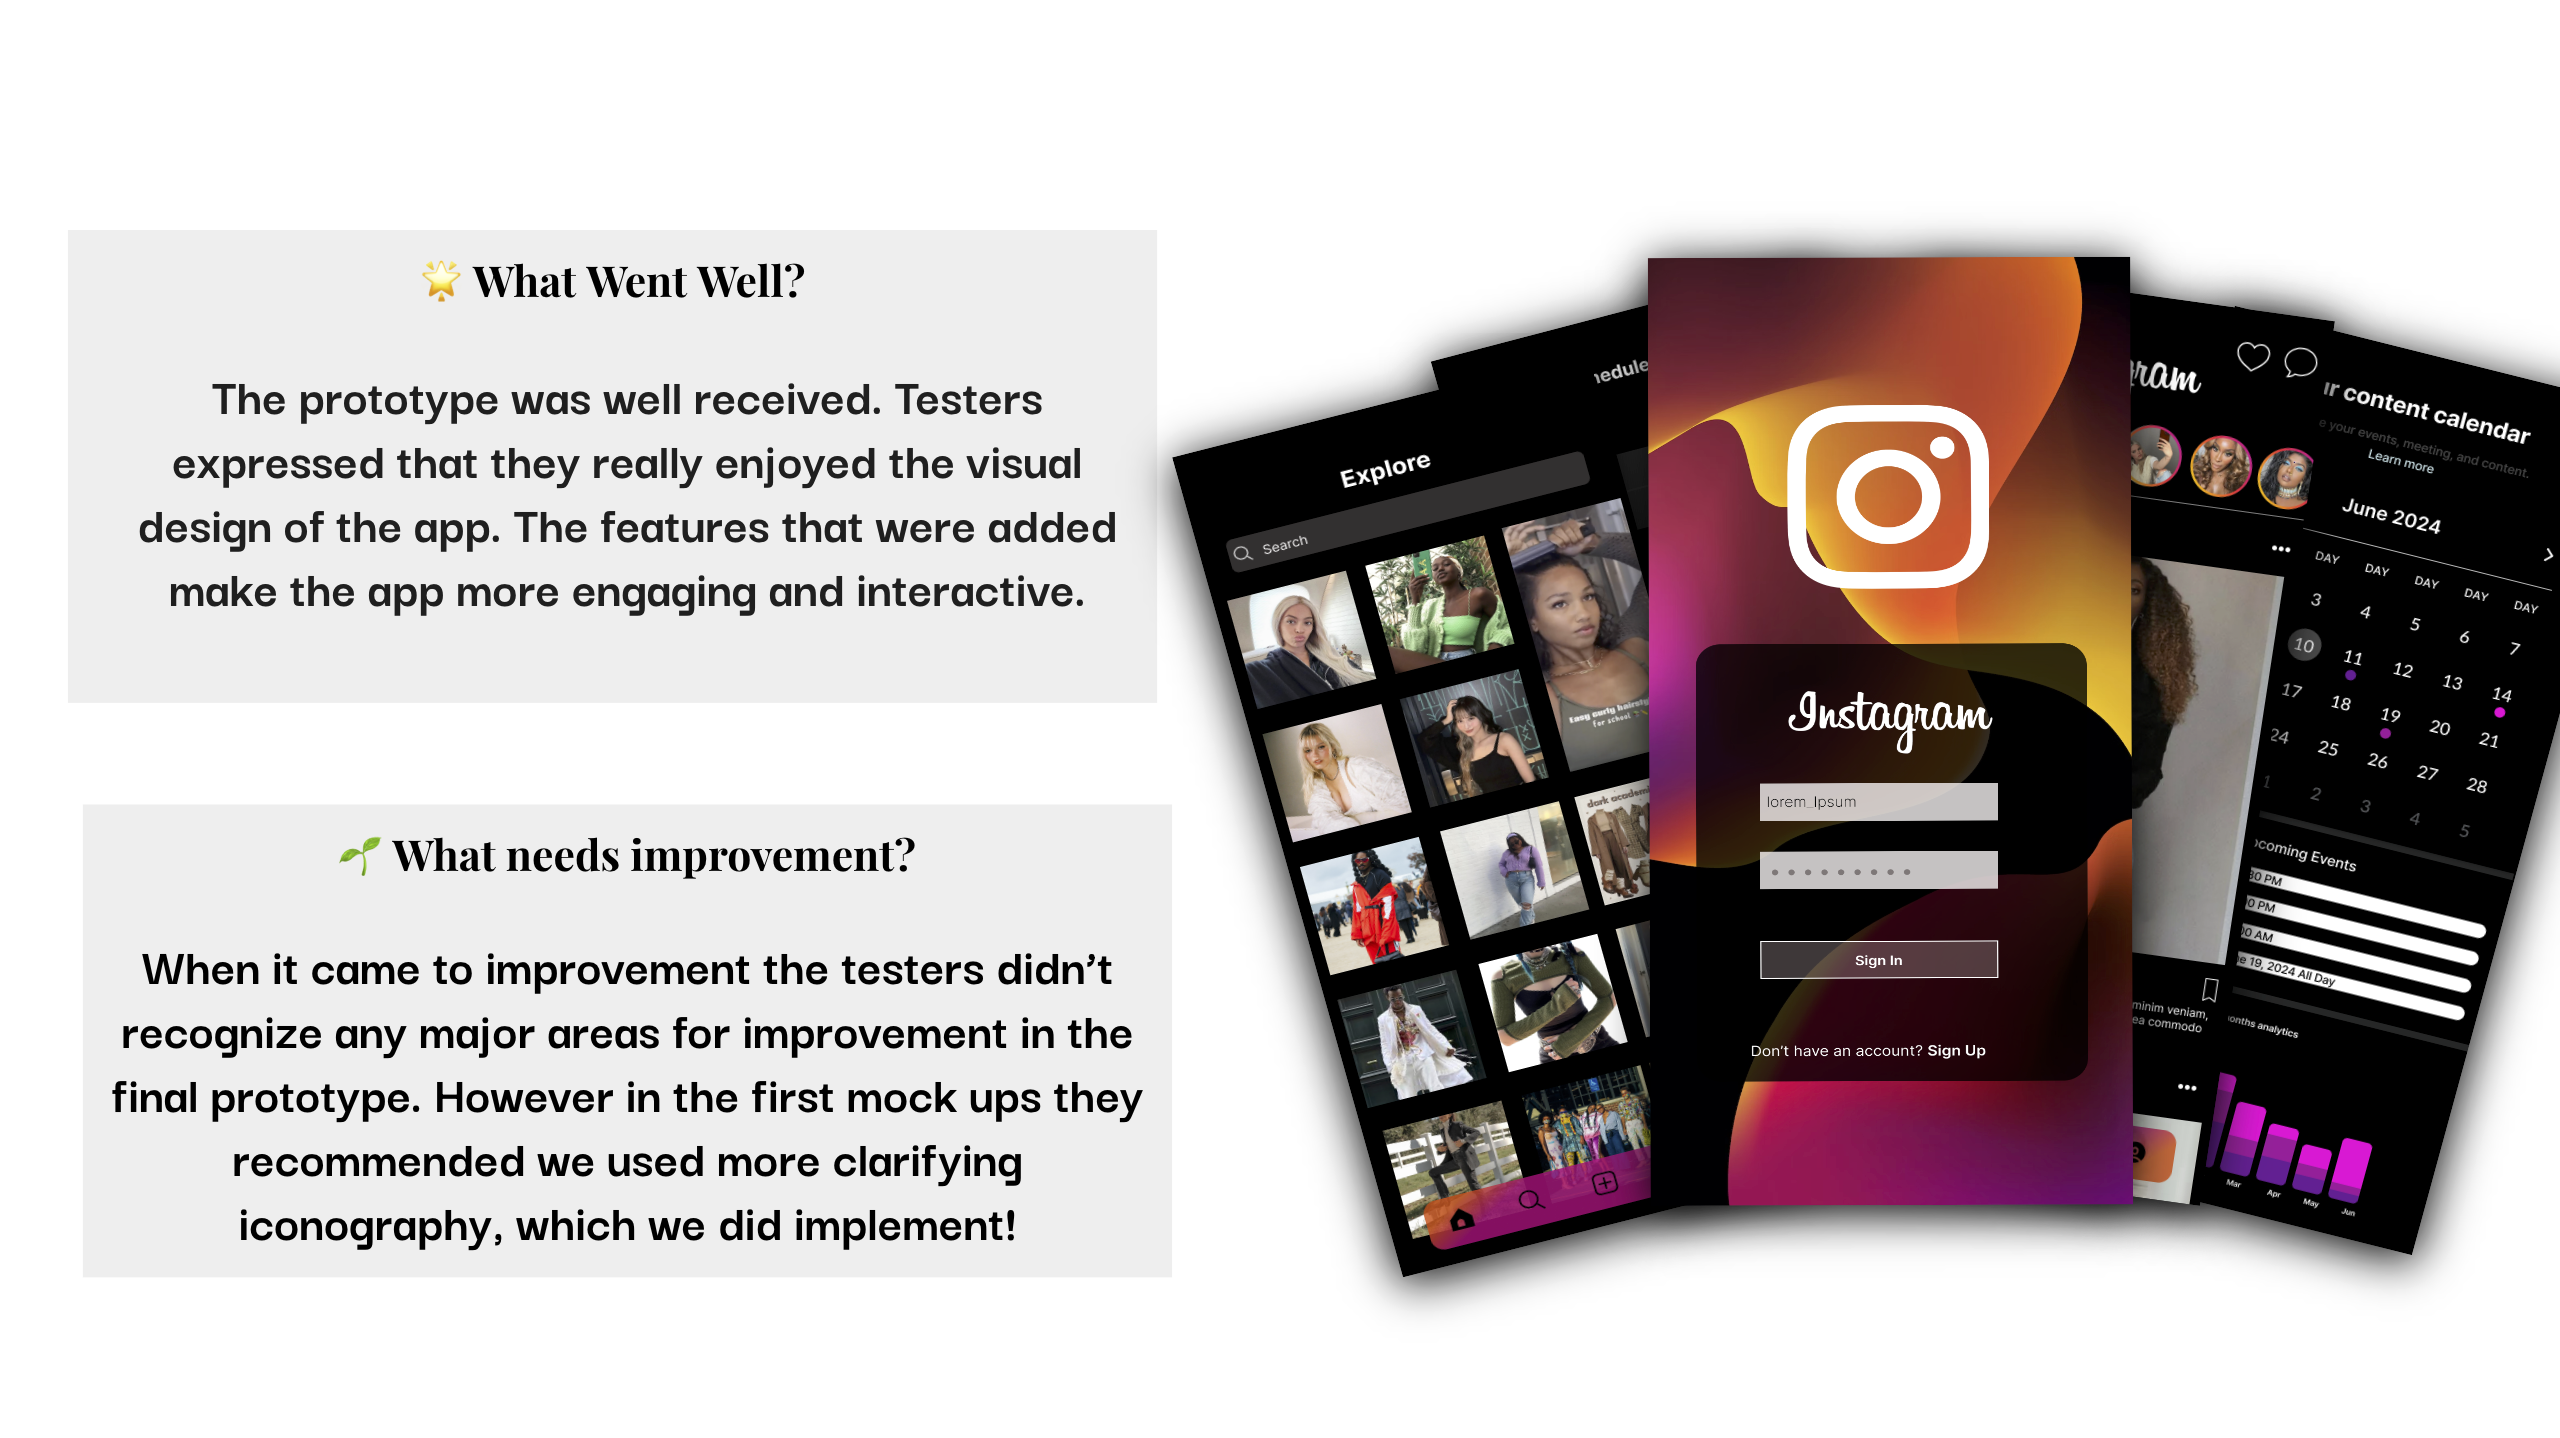 🌟 What Went Well?
The prototype was well received. Testers
expressed that they really enjoyed the visual
design of the app. The features that were added
make the app more engaging and interactive.
🌱 What needs improvement?
When it came to improvement the testers didn’t
recognize any major areas for improvement in the
final prototype. However in the first mock ups they
recommended we used more clarifying
iconography, which we did implement!
Explore
Search
Easy curly hairsty
for school
dark academi
hedule
Instagram
lorem_Ipsum
Sign In
Don't have an account? Sign Up
gram
minim veniam,
ea commodo
ur content calendar
e your events, meeting, and content.
Learn more
June 2024
DAY DAY DAY DAY DAY
3 4 5 6 7
10 11 12 13 14
17 18 19 20 21
24 25 26 27 28
1 2 3 4 5
coming Events
30 PM
0 PM
00 AM
ne 19, 2024 All Day
onths analytics
Mar Apr May Jun